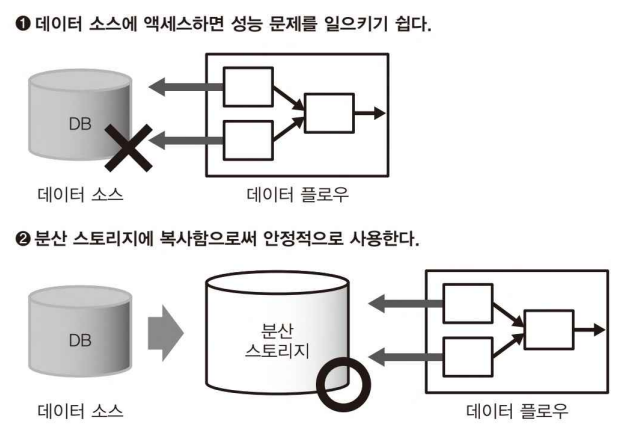 ❶ 데이터 소스에 액세스하면 성능 문제를 일으키기 쉽다.
DB
데이터 소스
데이터 플로우
❷ 분산 스토리지에 복사함으로써 안정적으로 사용한다.
DB
분산
스토리지
데이터 소스
데이터 플로우